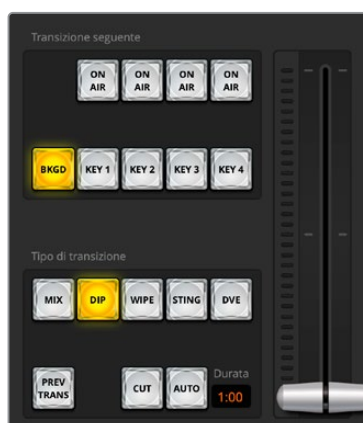 Transizione seguente
ON AIR ON AIR ON AIR ON AIR
BKGD KEY 1 KEY 2 KEY 3 KEY 4
Tipo di transizione
MIX DIP WIPE STING DVE
Durata
PREV TRANS CUT AUTO 1:00